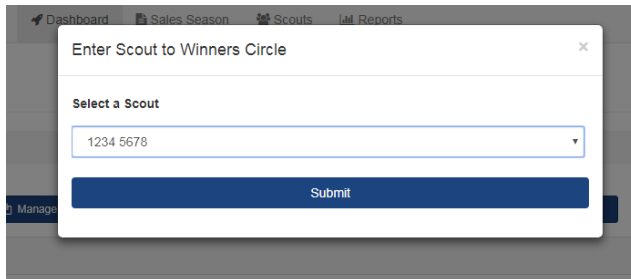 Dashboard Sales Season Scouts Reports
Enter Scout to Winners Circle ×
Select a Scout
1234 5678
Submit
Manage